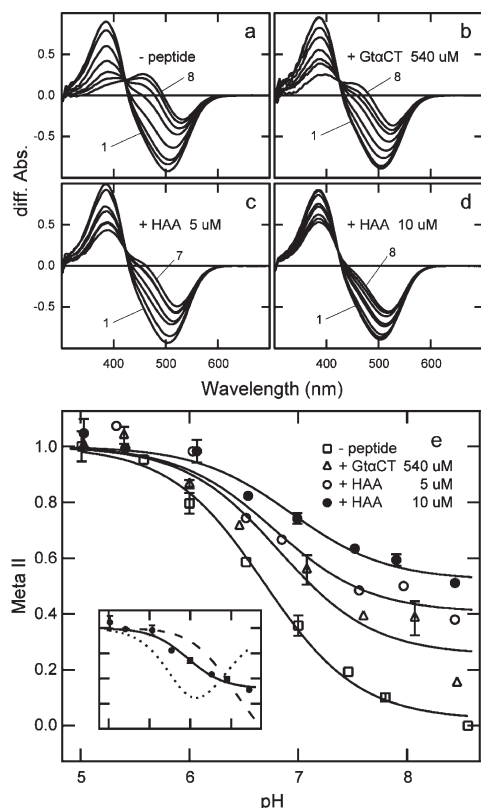 a
b
- peptide
+ GtαCT 540 uM
8
8
1
1
0.5
0.0
-0.5
diff. Abs.
c
d
+ HAA 5 uM
+ HAA 10 uM
7
8
1
1
0.5
0.0
-0.5
400 500 600
400 500 600
Wavelength (nm)
e
□ - peptide
△ + GtαCT 540 uM
○ + HAA 5 uM
● + HAA 10 uM
1.0
0.8
0.6
0.4
0.2
0.0
Meta II
5 6 7 8
pH